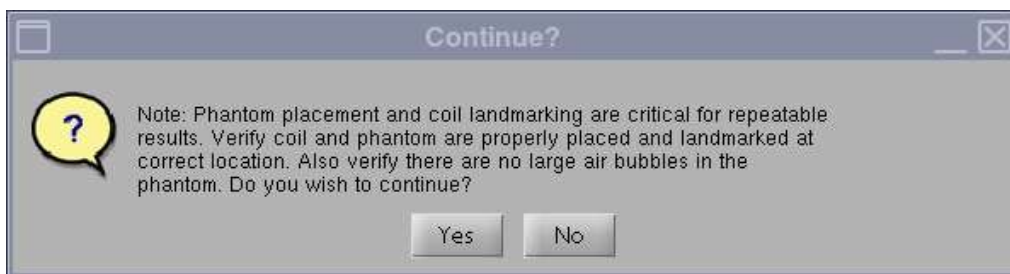 Continue?
?
Note: Phantom placement and coil landmarking are critical for repeatable
results. Verify coil and phantom are properly placed and landmarked at
correct location. Also verify there are no large air bubbles in the
phantom. Do you wish to continue?
Yes No